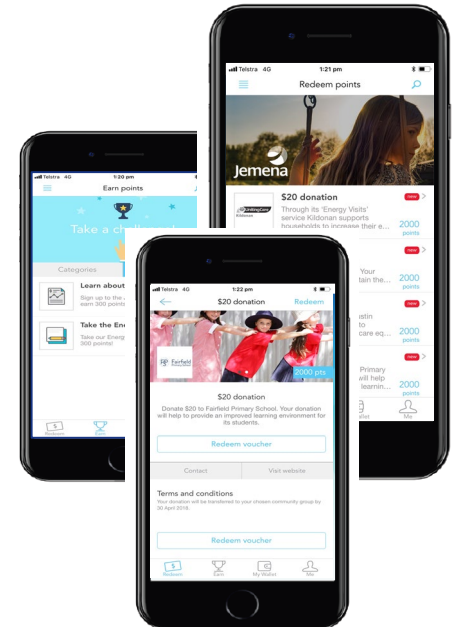 Telstra 4G 1:21 pm
Redeem points
Jemena
$20 donation
new
UnitingCare
Kildonan
Through its 'Energy Visits'
service Kildonan supports
households to increase their e...
2000
points
new
Your
tain the...
2000
points
new
to
care eq...
2000
points
new
Primary
will help
learnin...
2000
points
Me
Telstra 4G 1:20 pm
Earn points
Take a
Categories
Learn about
Sign up to the
earn 300 points
Take the
Take our Energy
300 points!
Redeem
Earn
Telstra 4G 1:22 pm
$20 donation
Redeem
Fairfield
2000 pts
$20 donation
Donate $20 to Fairfield Primary School. Your donation
will help to provide an improved learning environment for
its students.
Redeem voucher
Contact
Visit website
Terms and conditions
Your donation will be transferred to your chosen community group by
30 April 2018.
Redeem voucher
Redeem
Earn
My Wallet
Me